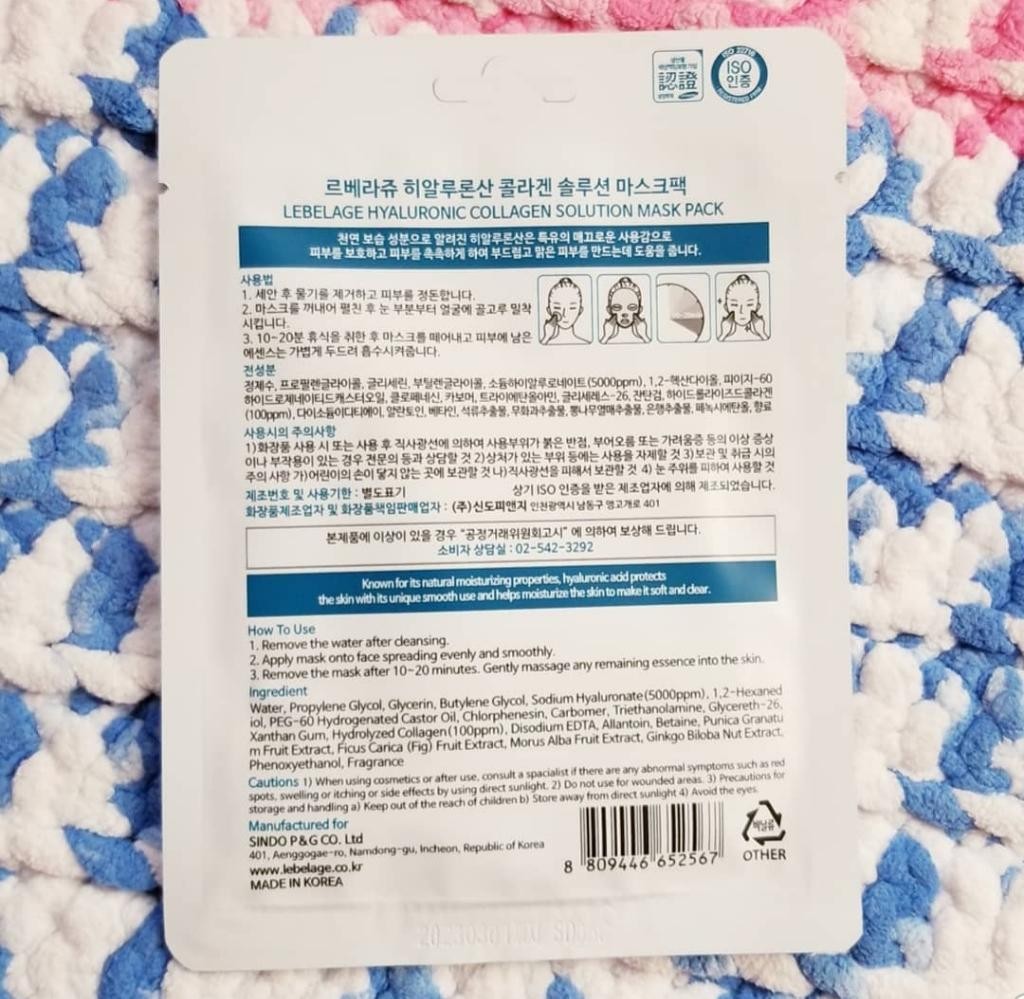 認證
ISO 22716
ISO
인증
르베라쥬 히알루론산 콜라겐 솔루션 마스크팩
LEBELAGE HYALURONIC COLLAGEN SOLUTION MASK PACK
천연 보습 성분으로 알려진 히알루론산은 특유의 매끄러운 사용감으로
피부를 보호하고 피부를 촉촉하게 하여 부드럽고 맑은 피부를 만드는데 도움을 줍니다.
사용법
1. 세안 후 물기를 제거하고 피부를 정돈합니다.
2. 마스크를 꺼내어 펼친 후 눈 부분부터 얼굴에 골고루 밀착
시킵니다.
3. 10~20분 휴식을 취한 후 마스크를 떼어내고 피부에 남은
에센스는 가볍게 두드려 흡수시켜줍니다.
전성분
정제수, 프로필렌글라이콜, 글리세린, 부틸렌글라이콜, 소듐하이알루로네이트(5000ppm), 1,2-헥산다이올, 피이지-60
하이드로제네이티드캐스터오일, 클로페네신, 카보머, 트라이에탄올아민, 글리세레스-26, 잔탄검, 하이드롤라이즈드콜라겐
(100ppm), 다이소듐이디티에이, 알란토인, 베타인, 석류추출물, 무화과추출물, 뽕나무열매추출물, 은행추출물, 페녹시에탄올, 향료
사용시의 주의사항
1)화장품 사용 시 또는 사용 후 직사광선에 의하여 사용부위가 붉은 반점, 부어오름 또는 가려움증 등의 이상 증상
이나 부작용이 있는 경우 전문의 등과 상담할 것 2)상처가 있는 부위 등에는 사용을 자제할 것 3)보관 및 취급 시의
주의 사항 가)어린이의 손이 닿지 않는 곳에 보관할 것 나)직사광선을 피해서 보관할 것 4) 눈 주위를 피하여 사용할 것
제조번호 및 사용기한 : 별도표기 상기 ISO 인증을 받은 제조업자에 의해 제조되었습니다.
화장품제조업자 및 화장품책임판매업자 : (주)신도피앤지 인천광역시 남동구 앵고개로 401
본제품에 이상이 있을 경우 "공정거래위원회고시" 에 의하여 보상해 드립니다.
소비자 상담실 : 02-542-3292
Known for its natural moisturizing properties, hyaluronic acid protects
the skin with its unique smooth use and helps moisturize the skin to make it soft and clear.
How To Use
1. Remove the water after cleansing.
2. Apply mask onto face spreading evenly and smoothly.
3. Remove the mask after 10~20 minutes. Gently massage any remaining essence into the skin.
Ingredient
Water, Propylene Glycol, Glycerin, Butylene Glycol, Sodium Hyaluronate(5000ppm), 1,2-Hexaned
iol, PEG-60 Hydrogenated Castor Oil, Chlorphenesin, Carbomer, Triethanolamine, Glycereth-26,
Xanthan Gum, Hydrolyzed Collagen(100ppm), Disodium EDTA, Allantoin, Betaine, Punica Granatu
m Fruit Extract, Ficus Carica (Fig) Fruit Extract, Morus Alba Fruit Extract, Ginkgo Biloba Nut Extract,
Phenoxyethanol, Fragrance
Cautions 1) When using cosmetics or after use, consult a spacialist if there are any abnormal symptoms such as red
spots, swelling or itching or side effects by using direct sunlight. 2) Do not use for wounded areas. 3) Precautions for
storage and handling a) Keep out of the reach of children b) Store away from direct sunlight 4) Avoid the eyes.
Manufactured for
SINDO P&G CO. Ltd
401, Aenggogae-ro, Namdong-gu, Incheon, Republic of Korea
www.lebelage.co.kr
MADE IN KOREA
8 809446 652567
비닐류
OTHER